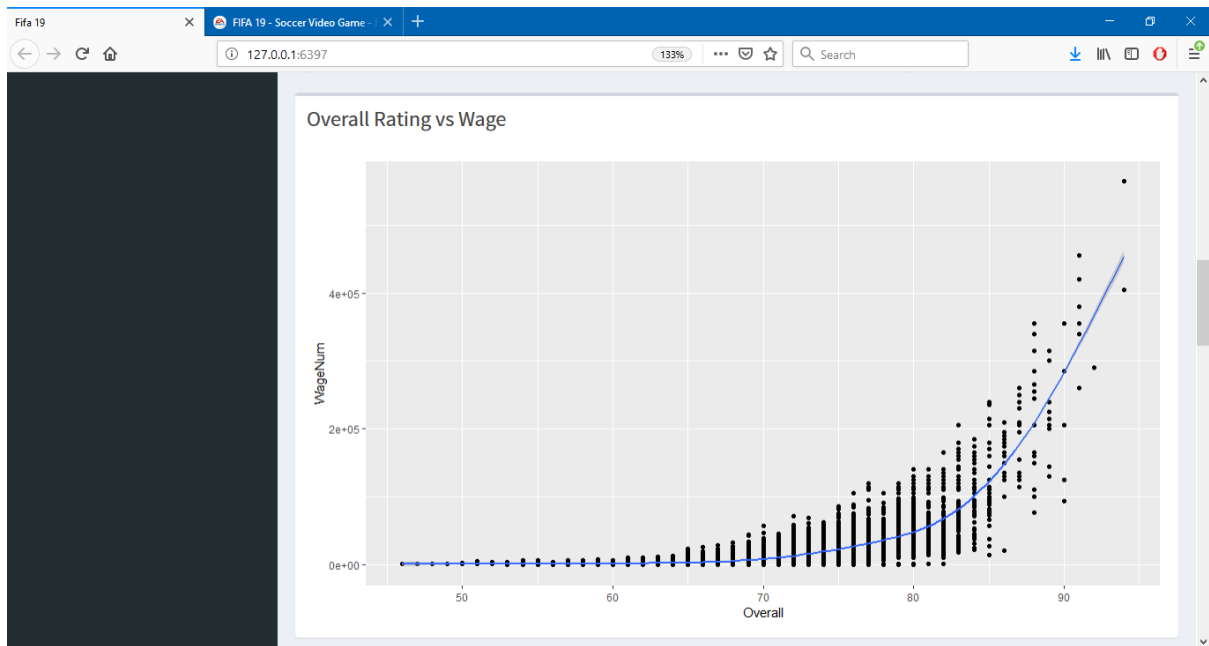 Fifa 19
FIFA 19 - Soccer Video Game -
127.0.0.1:6397
133%
Search
Overall Rating vs Wage
4e+05
2e+05
0e+00
WageNum
50 60 70 80 90
Overall